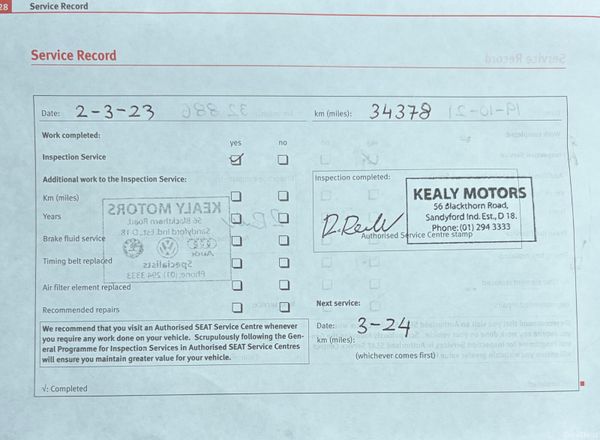 28 Service Record
Service Record
Date: 2-3-23 km (miles): 34378
Work completed:
yes no
Inspection Service
Additional work to the Inspection Service:
Inspection completed:
Km (miles)
Years
Brake fluid service
Timing belt replaced
Air filter element replaced
Recommended repairs
KEALY MOTORS
56 Blackthorn Road,
Sandyford Ind. Est., D 18.
Phone: (01) 294 3333
Authorised Service Centre stamp
Next service:
Date: 3-24
km (miles):
(whichever comes first)
We recommend that you visit an Authorised SEAT Service Centre whenever
you require any work done on your vehicle. Scrupulously following the Gen-
eral Programme for Inspection Services in Authorised SEAT Service Centres
will ensure you maintain greater value for your vehicle.
√: Completed